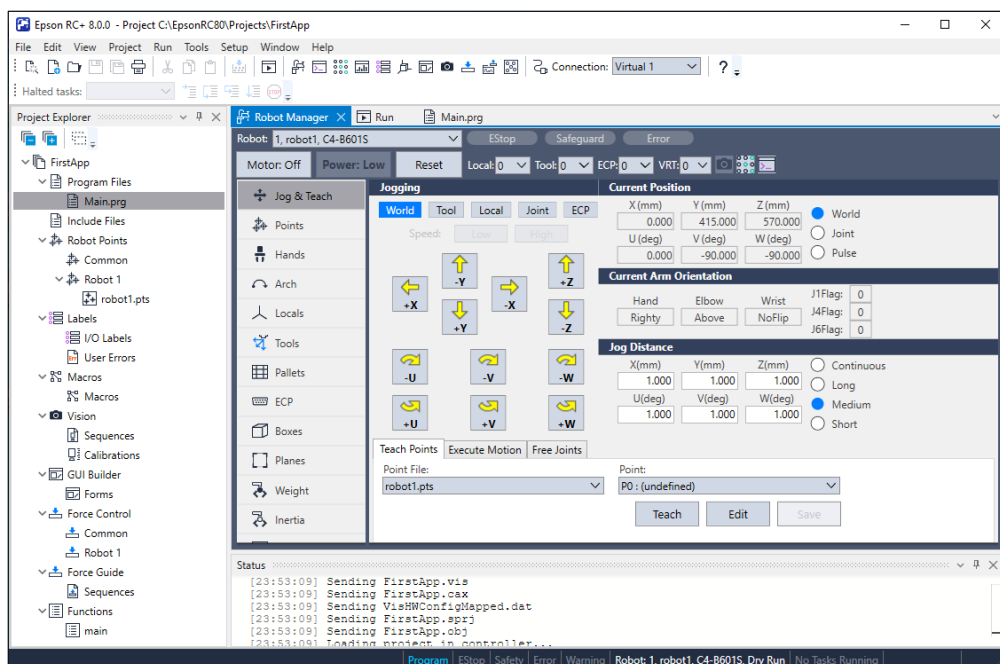 Epson RC+ 8.0.0 - Project C:\EpsonRC80\Projects\FirstApp
File Edit View Project Run Tools Setup Window Help
Connection: Virtual 1 ?
Halted tasks:
Project Explorer
FirstApp
Program Files
Main.prg
Include Files
Robot Points
Common
Robot 1
robot1.pts
Labels
I/O Labels
User Errors
Macros
Macros
Vision
Sequences
Calibrations
GUI Builder
Forms
Force Control
Common
Robot 1
Force Guide
Sequences
Functions
main
Robot Manager Run Main.prg
Robot: 1, robot1, C4-B601S EStop Safeguard Error
Motor: Off Power: Low Reset Local: 0 Tool: 0 ECP: 0 VRT: 0
Jog & Teach
Points
Hands
Arch
Locals
Tools
Pallets
ECP
Boxes
Planes
Weight
Inertia
Jogging
World Tool Local Joint ECP
Speed: Low High
-Y +Z
+X -X
+Y -Z
-U -V -W
+U +V +W
Current Position
X (mm) Y (mm) Z (mm)
0.000 415.000 570.000
U (deg) V (deg) W (deg)
0.000 -90.000 -90.000
World
Joint
Pulse
Current Arm Orientation
Hand Elbow Wrist
Righty Above NoFlip
J1Flag: 0
J4Flag: 0
J6Flag: 0
Jog Distance
X(mm) Y(mm) Z(mm)
1.000 1.000 1.000
U(deg) V(deg) W(deg)
1.000 1.000 1.000
Continuous
Long
Medium
Short
Teach Points Execute Motion Free Joints
Point File: Point:
robot1.pts P0 : (undefined)
Teach Edit Save
Status
[23:53:09] Sending FirstApp.vis
[23:53:09] Sending FirstApp.cax
[23:53:09] Sending VisHWConfigMapped.dat
[23:53:09] Sending FirstApp.sprj
[23:53:09] Sending FirstApp.obj
[23:53:09] Loading project in controller...
Program EStop Safety Error Warning Robot: 1, robot1, C4-B601S, Dry Run No Tasks Running